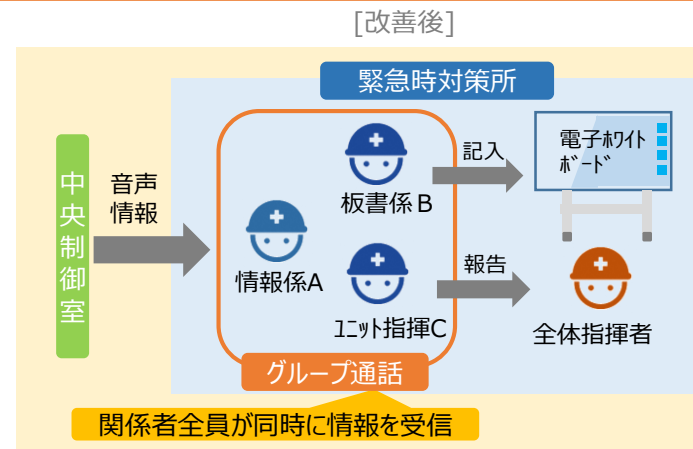 [改善後]
緊急時対策所
中央制御室
音声
情報
板書係B
記入
電子ﾎﾜｲﾄ
ﾎﾞｰﾄﾞ
情報係A
ﾕﾆｯﾄ指揮C
報告
全体指揮者
グループ通話
関係者全員が同時に情報を受信